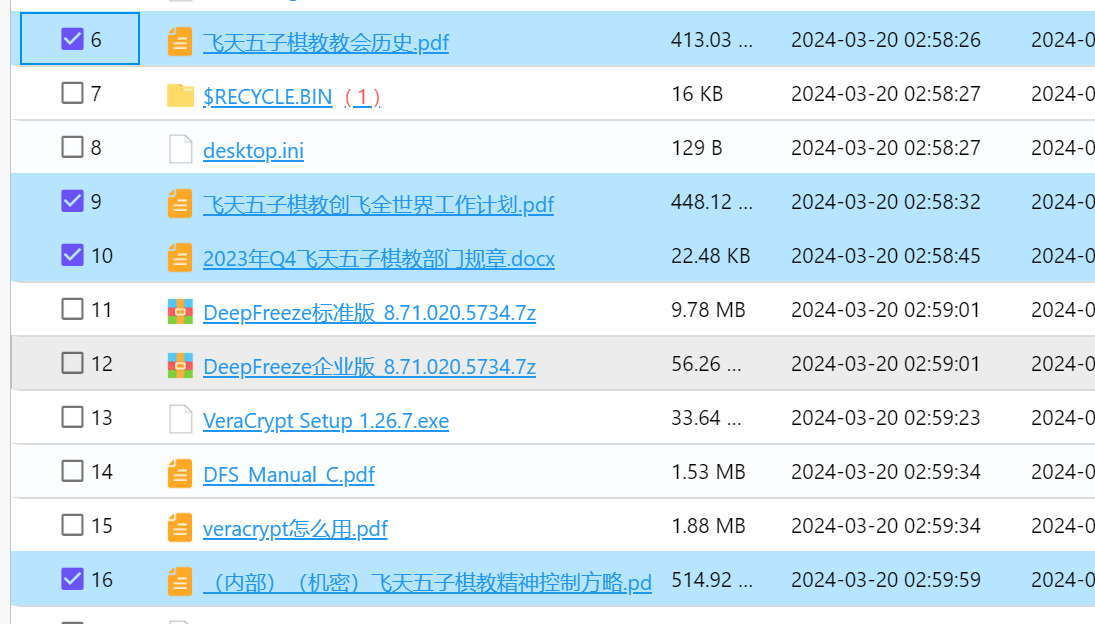 6 飞天五子棋教教会历史.pdf 413.03 ... 2024-03-20 02:58:26 2024-0
7 $RECYCLE.BIN ( 1 ) 16 KB 2024-03-20 02:58:27 2024-0
8 desktop.ini 129 B 2024-03-20 02:58:27 2024-0
9 飞天五子棋教创飞全世界工作计划.pdf 448.12 ... 2024-03-20 02:58:32 2024-0
10 2023年Q4飞天五子棋教部门规章.docx 22.48 KB 2024-03-20 02:58:45 2024-0
11 DeepFreeze标准版_8.71.020.5734.7z 9.78 MB 2024-03-20 02:59:01 2024-0
12 DeepFreeze企业版_8.71.020.5734.7z 56.26 ... 2024-03-20 02:59:01 2024-0
13 VeraCrypt Setup 1.26.7.exe 33.64 ... 2024-03-20 02:59:23 2024-0
14 DFS_Manual_C.pdf 1.53 MB 2024-03-20 02:59:34 2024-0
15 veracrypt怎么用.pdf 1.88 MB 2024-03-20 02:59:34 2024-0
16 （内部）（机密）飞天五子棋教精神控制方略.pd 514.92 ... 2024-03-20 02:59:59 2024-0